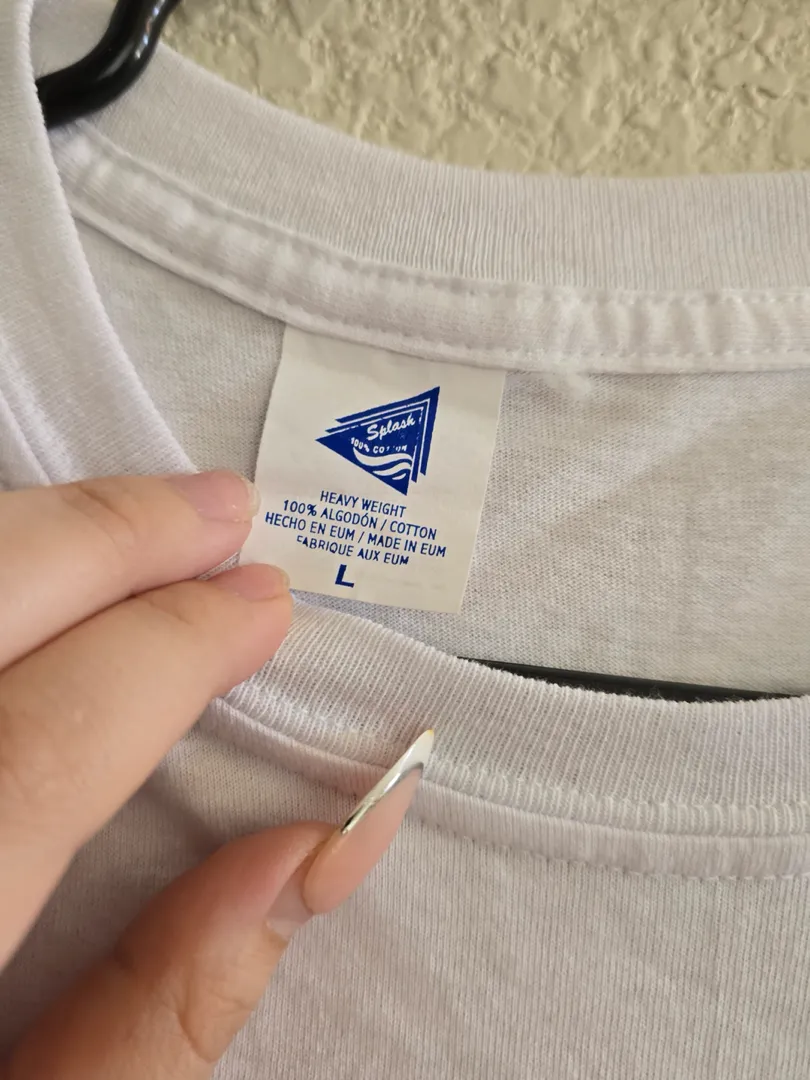 Splash
100% COTTON
HEAVY WEIGHT
100% ALGODÓN / COTTON
HECHO EN EUM / MADE IN EUM
FABRIQUE AUX EUM
L